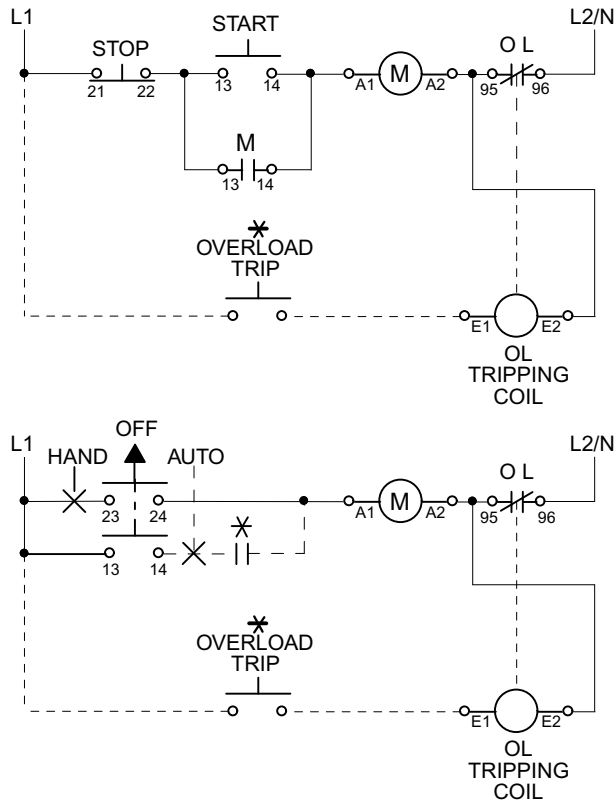 L1
L2/N
STOP
START
O L
21 22
13 14
A1 M A2
95 96
M
13 14
OVERLOAD
TRIP
E1 E2
OL
TRIPPING
COIL
L1
OFF
L2/N
HAND
AUTO
O L
23 24
A1 M A2
95 96
13 14
OVERLOAD
TRIP
E1 E2
OL
TRIPPING
COIL